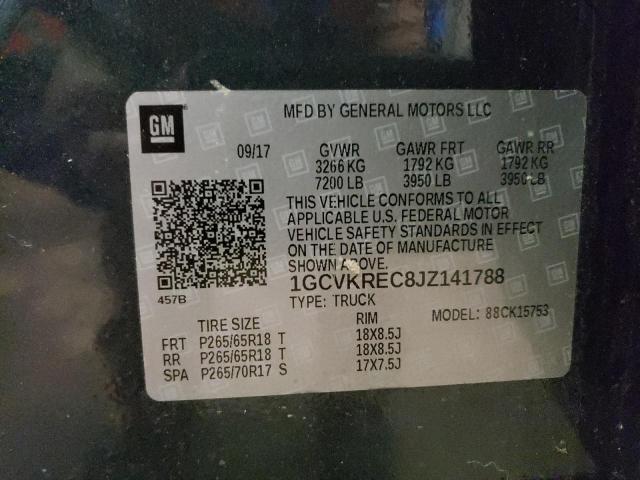 GM
MFD BY GENERAL MOTORS LLC
09/17 GVWR GAWR FRT GAWR RR
3266 KG 1792 KG 1792 KG
7200 LB 3950 LB 3950 LB
THIS VEHICLE CONFORMS TO ALL
APPLICABLE U.S. FEDERAL MOTOR
VEHICLE SAFETY STANDARDS IN EFFECT
ON THE DATE OF MANUFACTURE
SHOWN ABOVE.
457B
1GCVKREC8JZ141788
TYPE: TRUCK
MODEL: 88CK15753
TIRE SIZE RIM
FRT P265/65R18 T 18X8.5J
RR P265/65R18 T 18X8.5J
SPA P265/70R17 S 17X7.5J